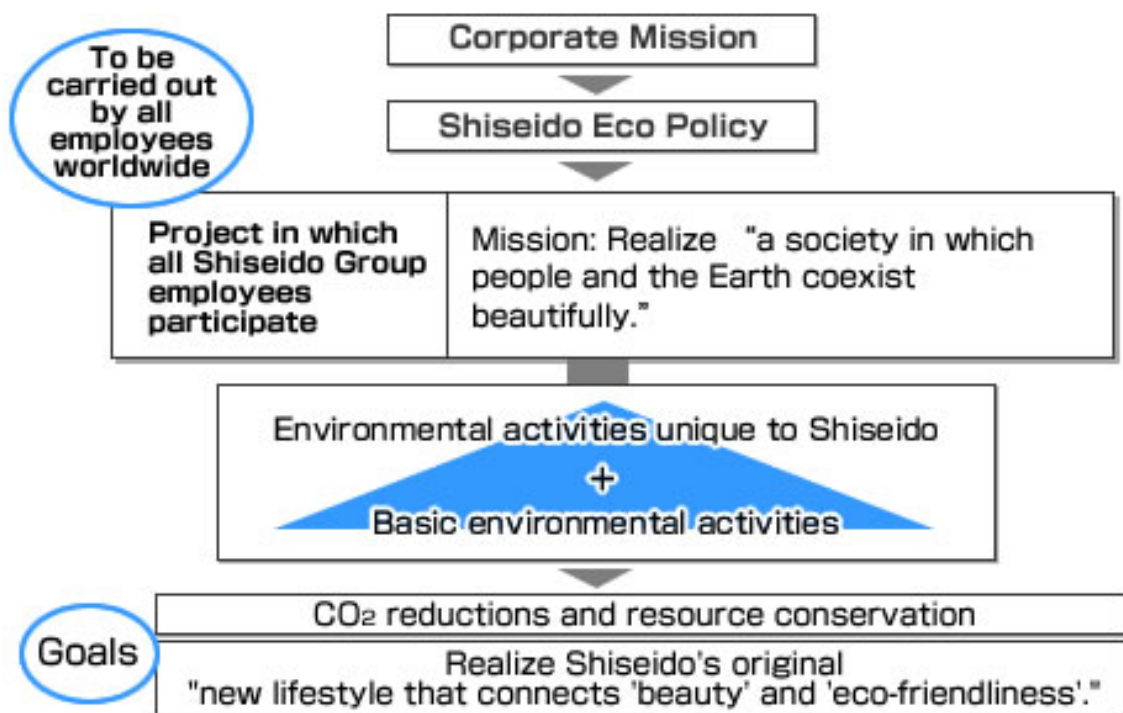 Corporate Mission
To be
carried out
by all
employees
worldwide
Shiseido Eco Policy
Project in which
all Shiseido Group
employees
participate
Mission: Realize “a society in which
people and the Earth coexist
beautifully.”
Environmental activities unique to Shiseido
+
Basic environmental activities
Goals
CO₂ reductions and resource conservation
Realize Shiseido's original
"new lifestyle that connects 'beauty' and 'eco-friendliness'."